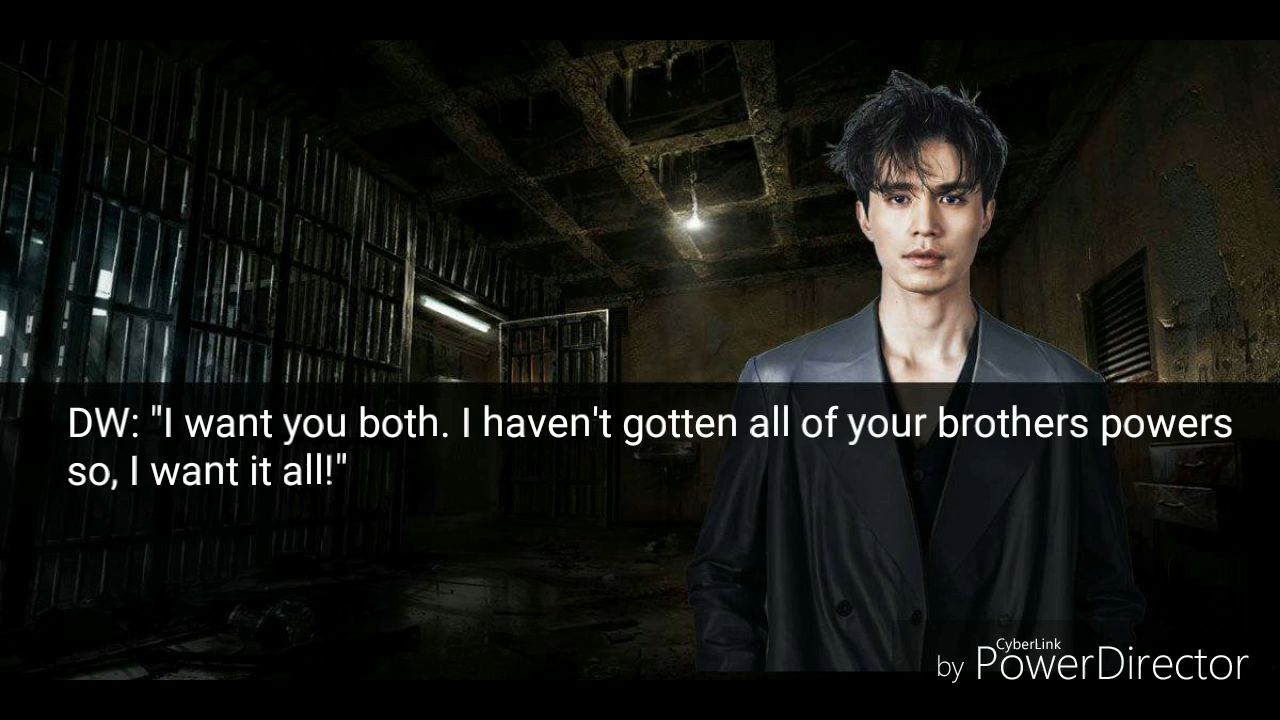 DW: "I want you both. I haven't gotten all of your brothers powers
so, I want it all!"
CyberLink
by PowerDirector